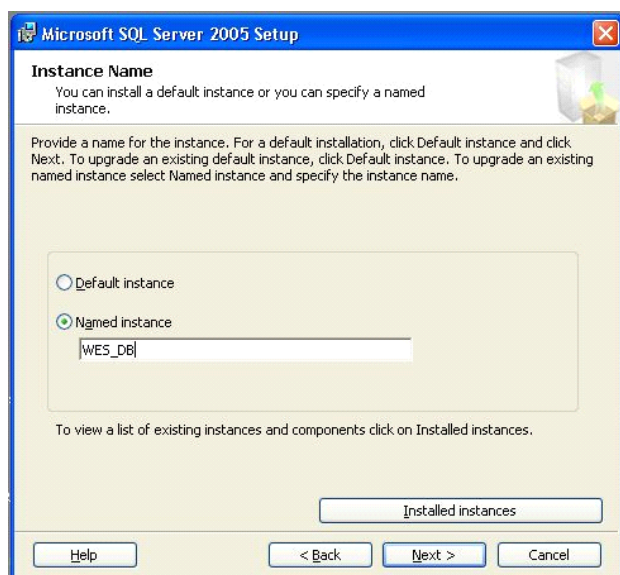 Microsoft SQL Server 2005 Setup
Instance Name
You can install a default instance or you can specify a named
instance.
Provide a name for the instance. For a default installation, click Default instance and click
Next. To upgrade an existing default instance, click Default instance. To upgrade an existing
named instance select Named instance and specify the instance name.
Default instance
Named instance
WES_DB
To view a list of existing instances and components click on Installed instances.
Installed instances
Help < Back Next > Cancel